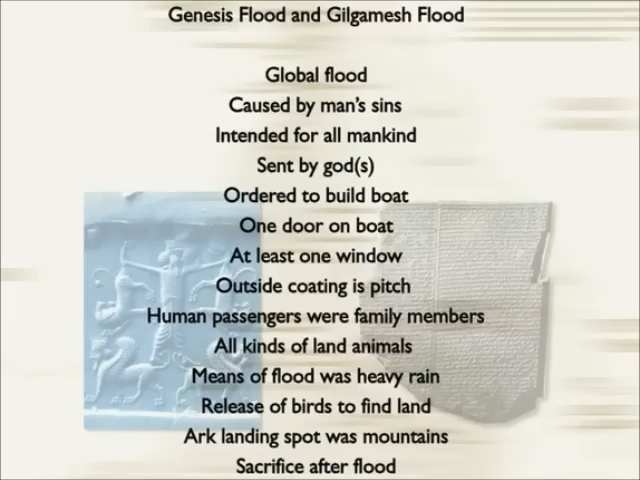 Genesis Flood and Gilgamesh Flood
Global flood
Caused by man's sins
Intended for all mankind
Sent by god(s)
Ordered to build boat
One door on boat
At least one window
Outside coating is pitch
Human passengers were family members
All kinds of land animals
Means of flood was heavy rain
Release of birds to find land
Ark landing spot was mountains
Sacrifice after flood